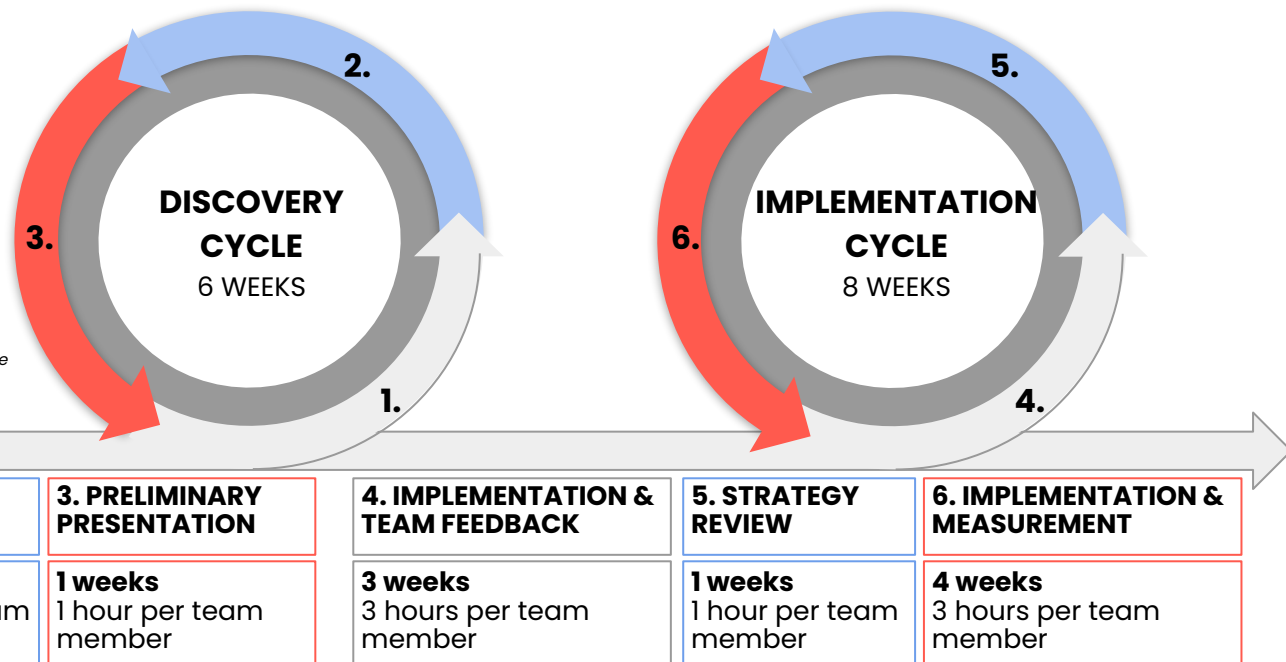 2.
5.
DISCOVERY
CYCLE
6 WEEKS
3.
IMPLEMENTATION
CYCLE
8 WEEKS
6.
1.
4.
3. PRELIMINARY
PRESENTATION
4. IMPLEMENTATION &
TEAM FEEDBACK
5. STRATEGY
REVIEW
6. IMPLEMENTATION &
MEASUREMENT
1 weeks
1 hour per team
member
3 weeks
3 hours per team
member
1 weeks
1 hour per team
member
4 weeks
3 hours per team
member